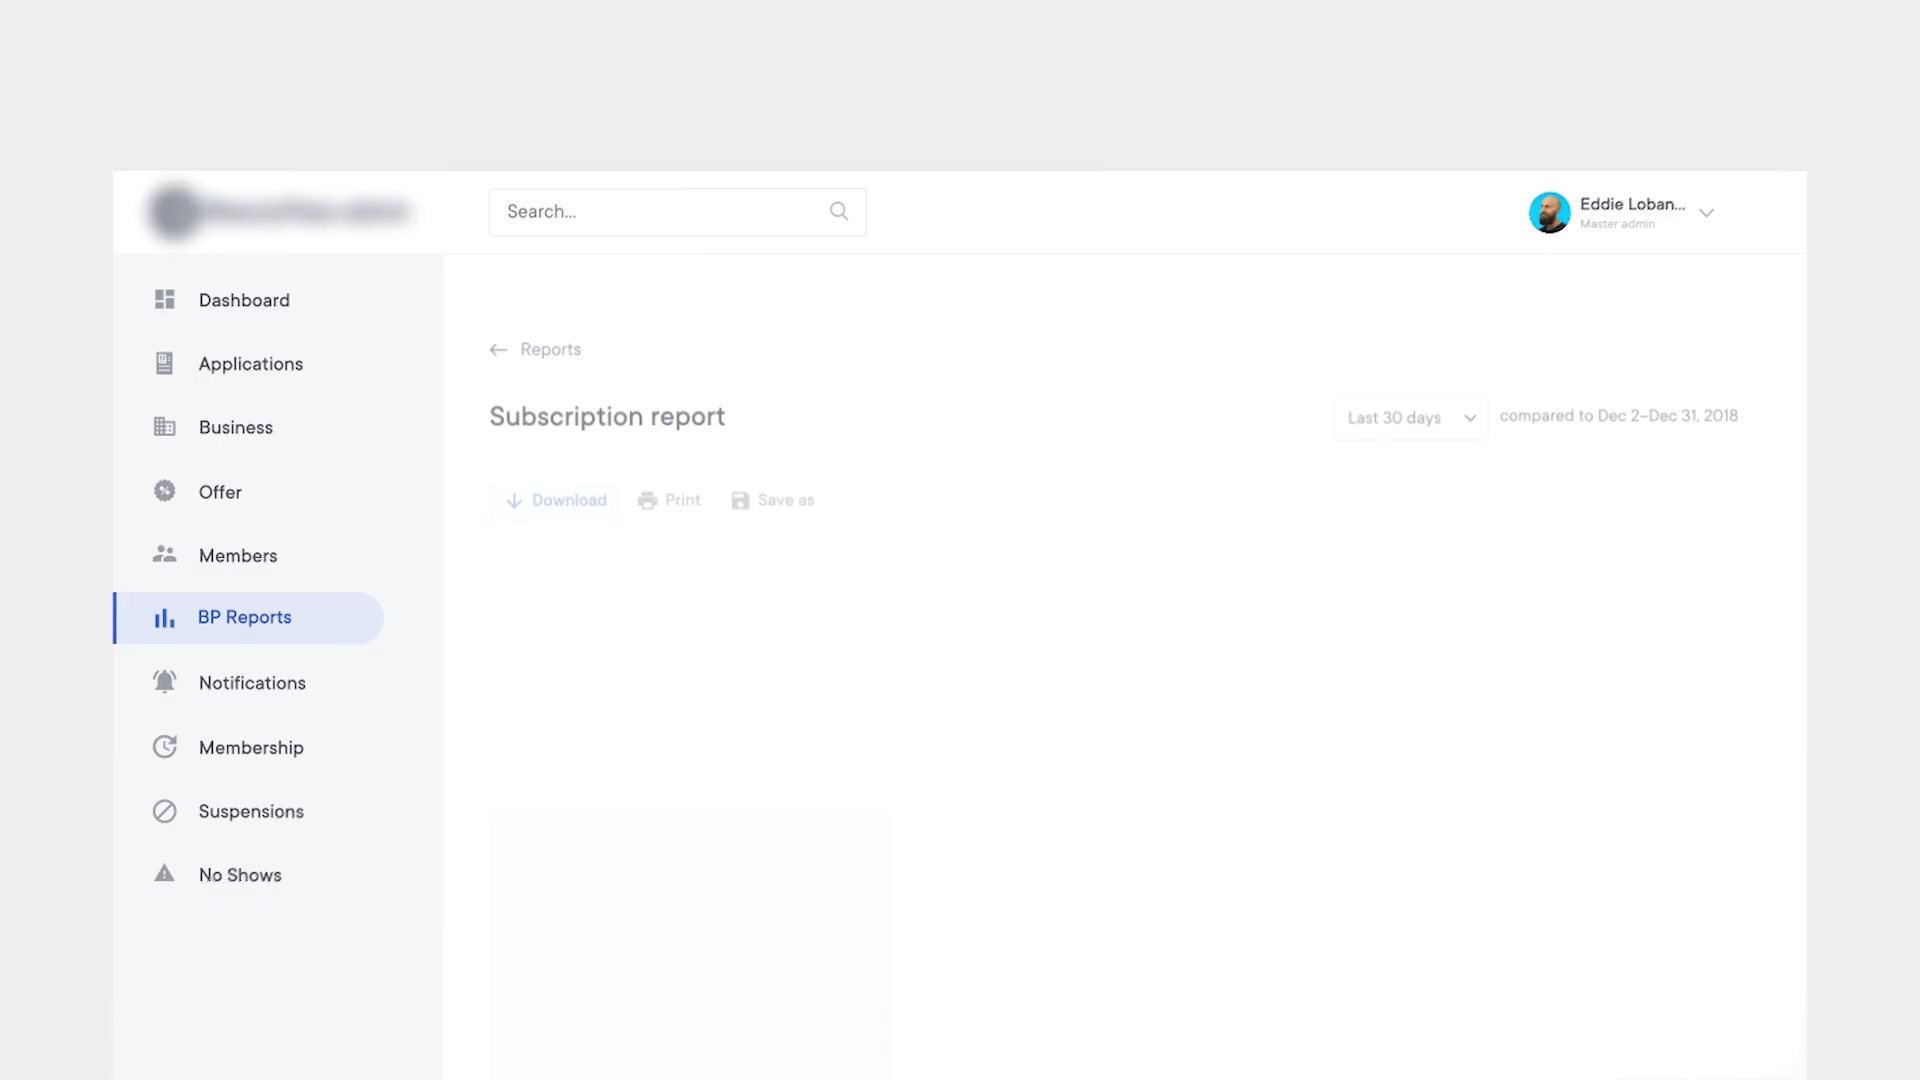 Search...
Eddie Loban...
Master admin
Dashboard
Applications
Business
Offer
Members
BP Reports
Notifications
Membership
Suspensions
No Shows
← Reports
Subscription report
Last 30 days
compared to Dec 2–Dec 31, 2018
Download
Print
Save as